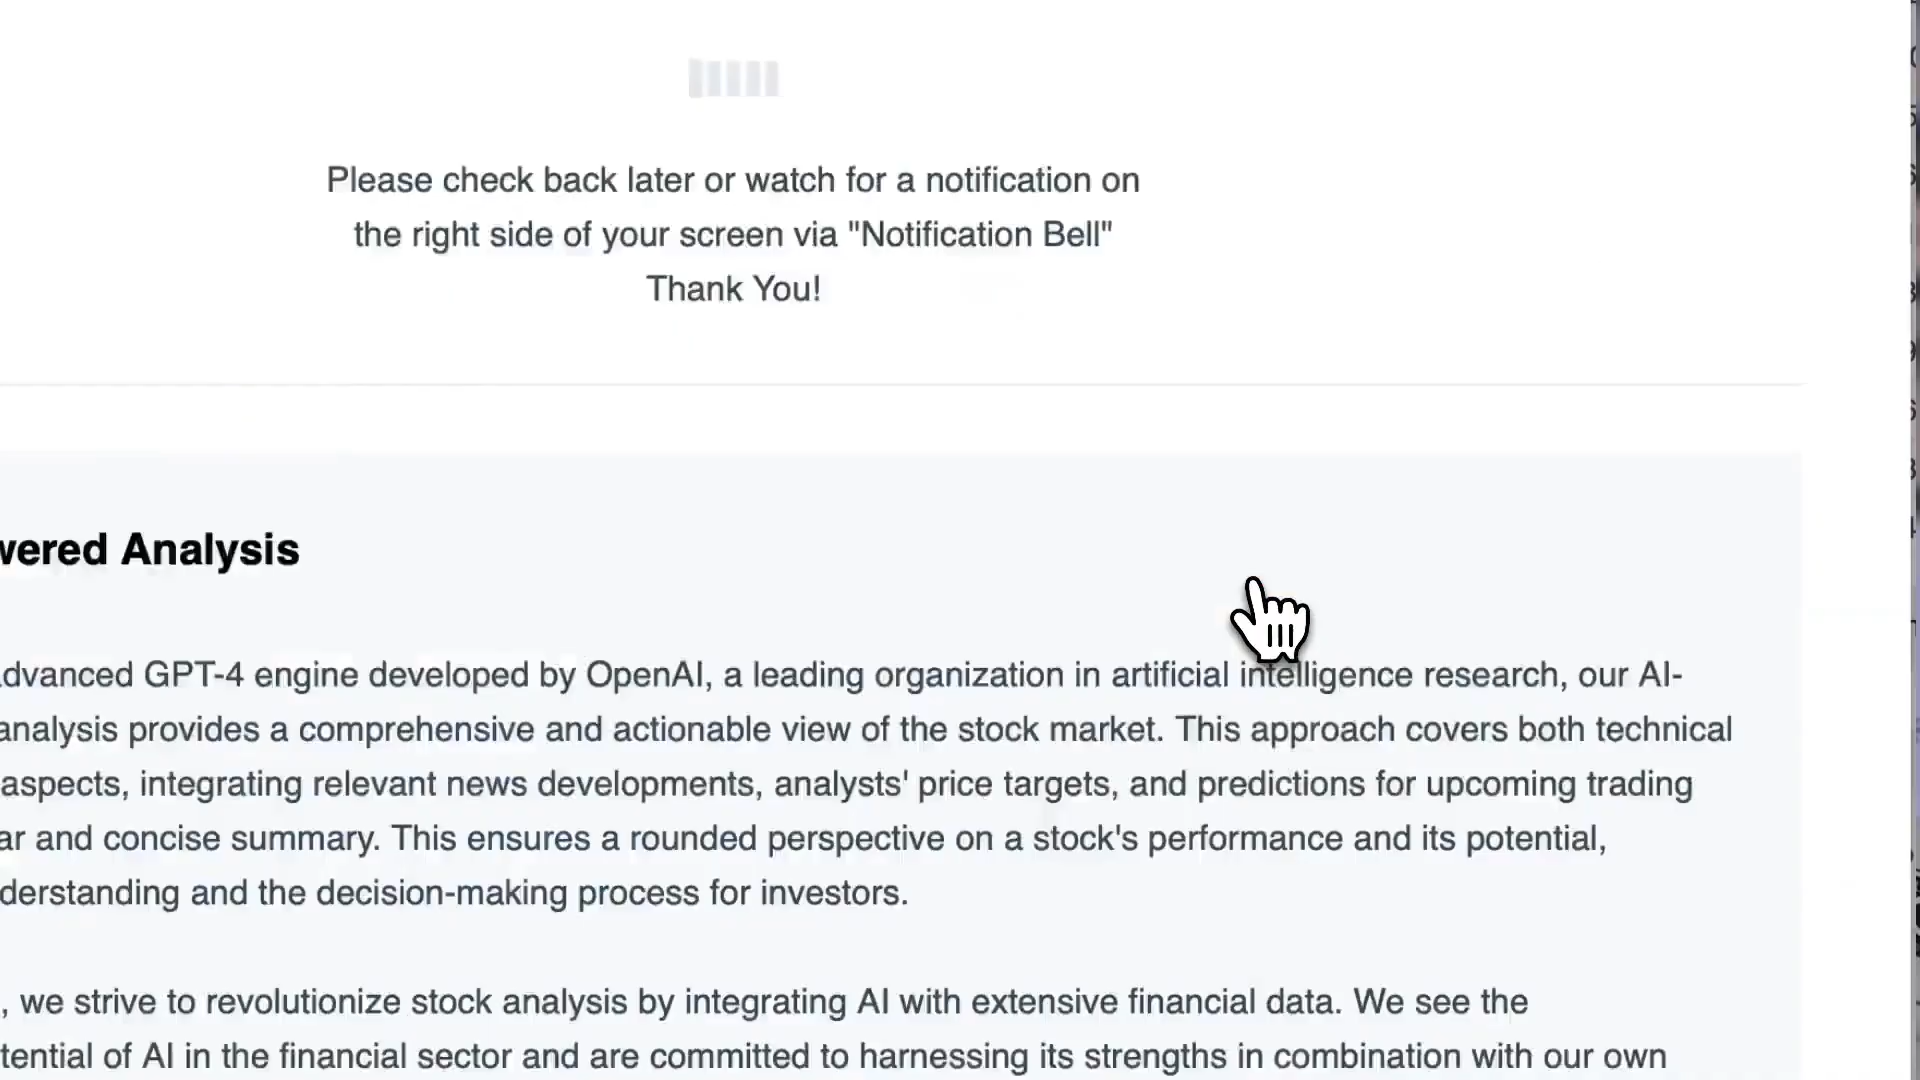 Please check back later or watch for a notification on
the right side of your screen via "Notification Bell"
Thank You!
wered Analysis
dvanced GPT-4 engine developed by OpenAI, a leading organization in artificial intelligence research, our AI-
analysis provides a comprehensive and actionable view of the stock market. This approach covers both technical
aspects, integrating relevant news developments, analysts' price targets, and predictions for upcoming trading
ar and concise summary. This ensures a rounded perspective on a stock's performance and its potential,
derstanding and the decision-making process for investors.
, we strive to revolutionize stock analysis by integrating AI with extensive financial data. We see the
tential of AI in the financial sector and are committed to harnessing its strengths in combination with our own